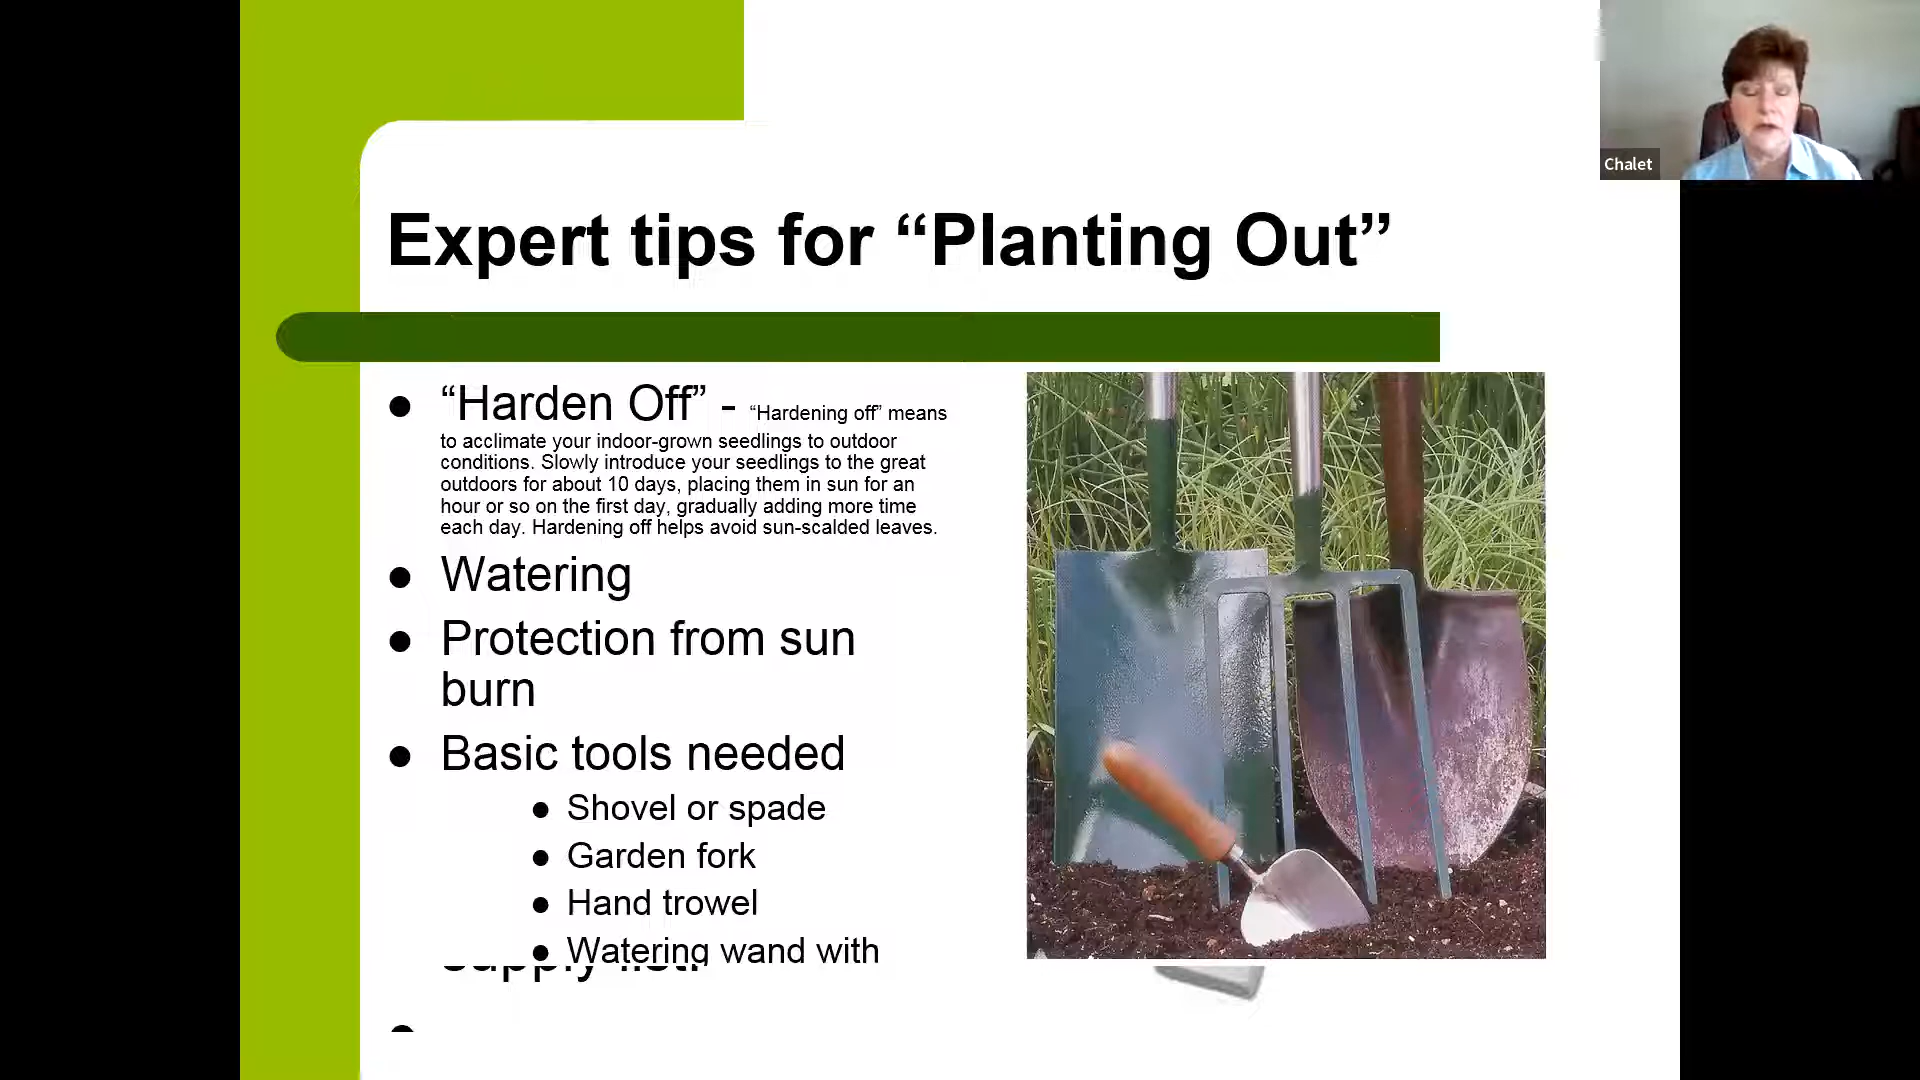 Chalet
Expert tips for “Planting Out”
“Harden Off” - “Hardening off” means
to acclimate your indoor-grown seedlings to outdoor
conditions. Slowly introduce your seedlings to the great
outdoors for about 10 days, placing them in sun for an
hour or so on the first day, gradually adding more time
each day. Hardening off helps avoid sun-scalded leaves.
Watering
Protection from sun
burn
Basic tools needed
Shovel or spade
Garden fork
Hand trowel
Watering wand with